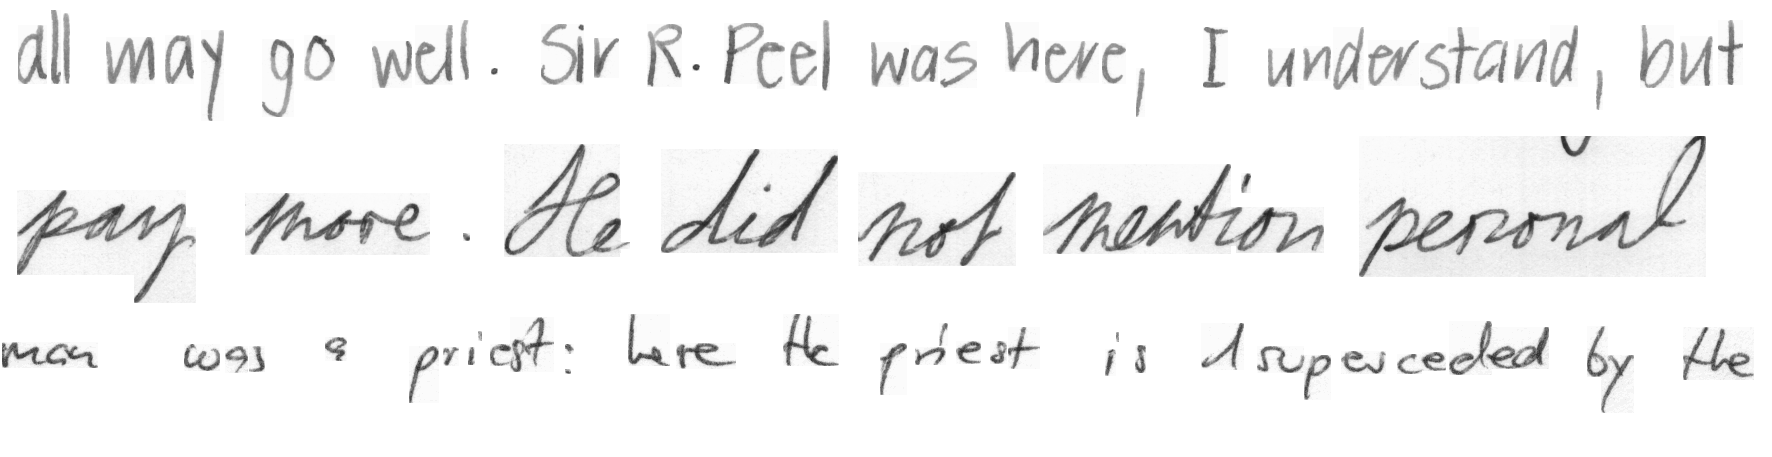 all may go well. Sir R. Peel was here, I understand, but
pay more. He did not mention personal
man was a priest: here the priest is superceded by the